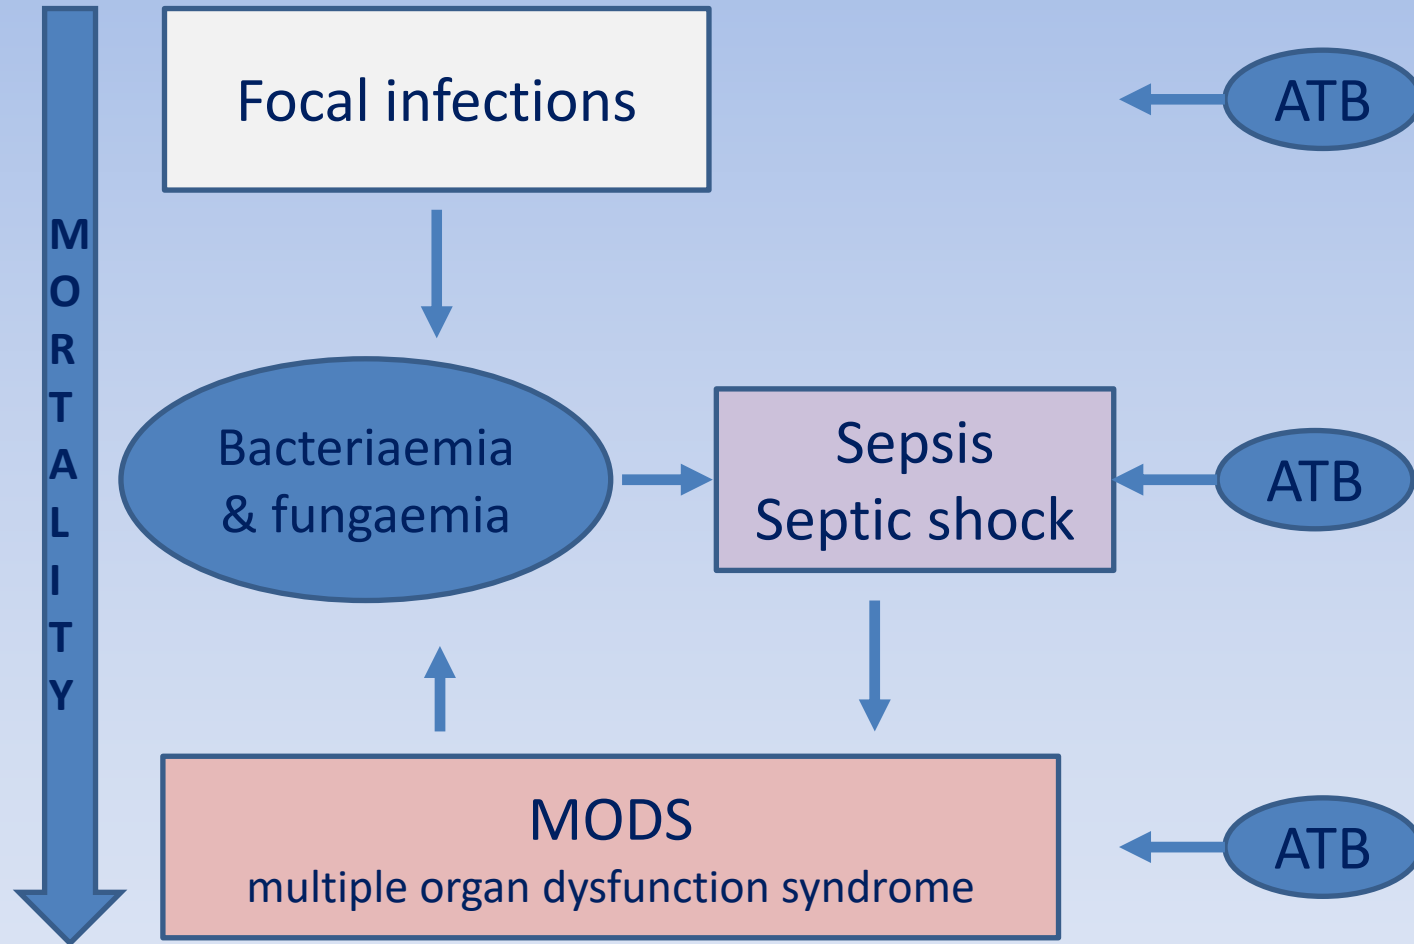 Focal infections
ATB
MORTALITY
Bacteriaemia
& fungaemia
Sepsis
Septic shock
ATB
MODS
multiple organ dysfunction syndrome
ATB